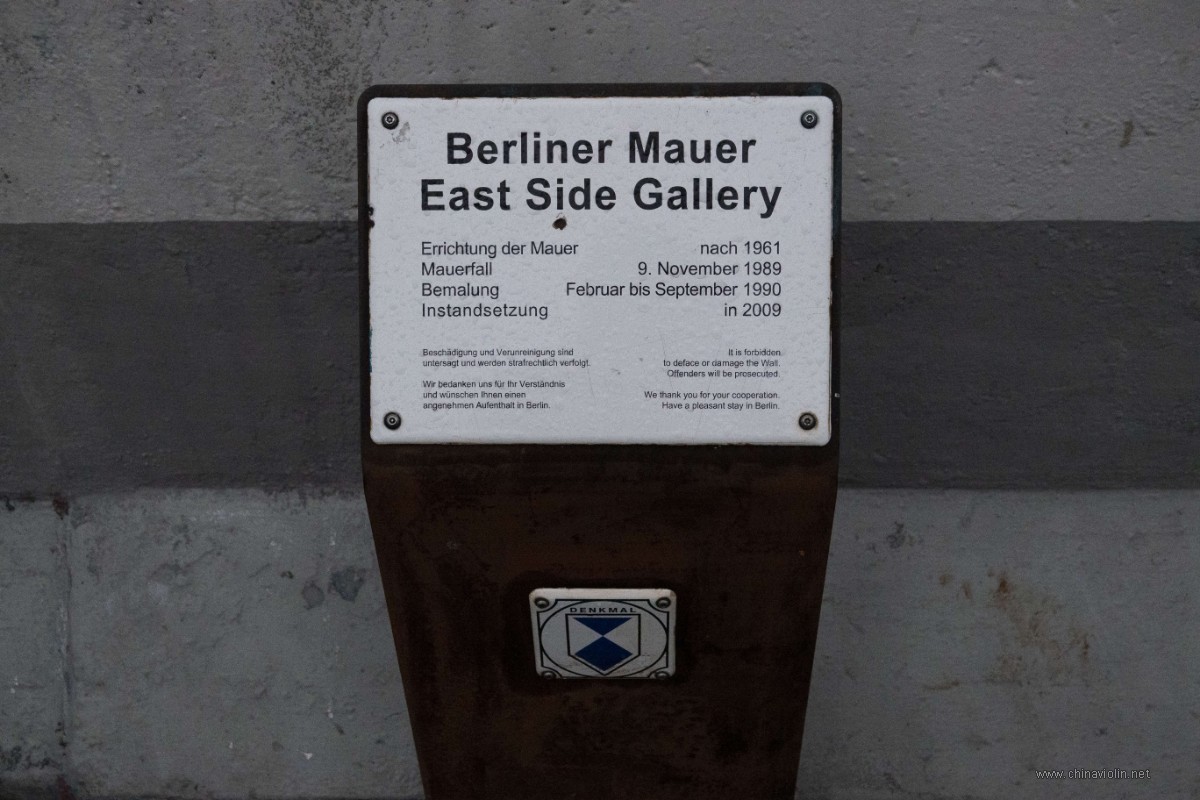 Berliner Mauer
East Side Gallery
Errichtung der Mauer nach 1961
Mauerfall 9. November 1989
Bemalung Februar bis September 1990
Instandsetzung in 2009
Beschädigung und Verunreinigung sind
untersagt und werden strafrechtlich verfolgt.
Wir bedanken uns für Ihr Verständnis
und wünschen Ihnen einen
angenehmen Aufenthalt in Berlin.
It is forbidden
to deface or damage the Wall.
Offenders will be prosecuted.
We thank you for your cooperation.
Have a pleasant stay in Berlin.
DENKMAL
www.chinaviolin.net